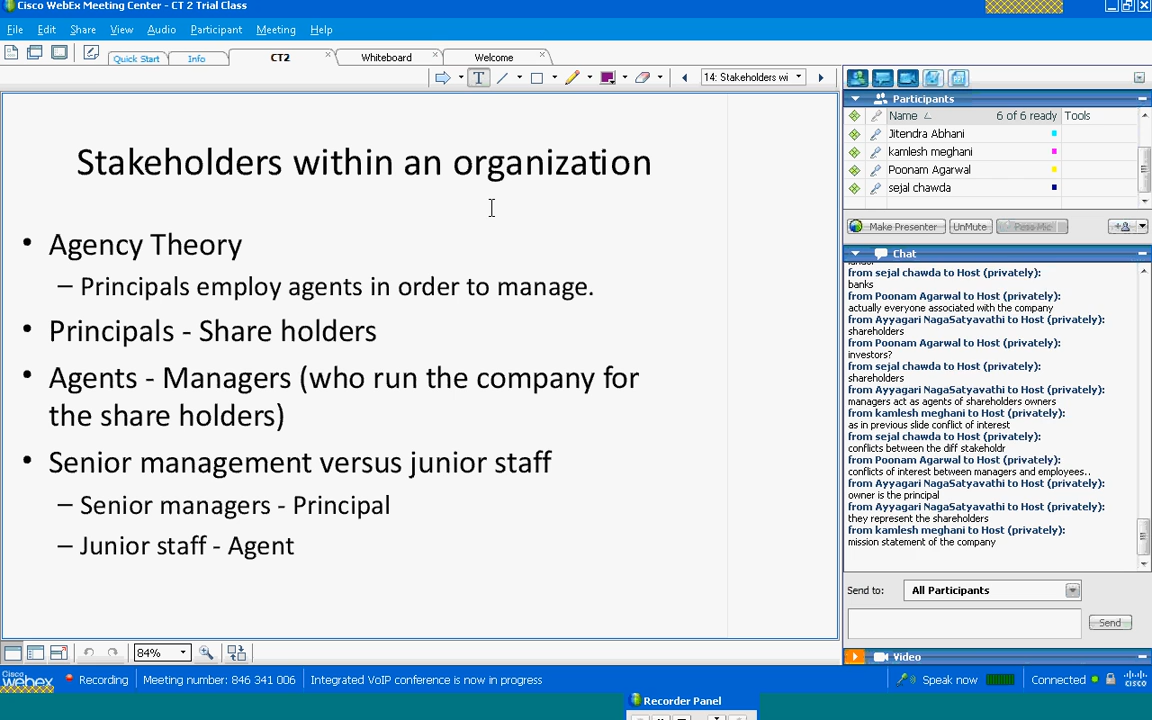 Cisco WebEx Meeting Center - CT 2 Trial Class
File Edit Share View Audio Participant Meeting Help
Quick Start Info CT2 Whiteboard Welcome
T 14: Stakeholders wi
Stakeholders within an organization
• Agency Theory
– Principals employ agents in order to manage.
• Principals - Share holders
• Agents - Managers (who run the company for
the share holders)
• Senior management versus junior staff
– Senior managers - Principal
– Junior staff - Agent
Participants
Name 6 of 6 ready Tools
Jitendra Abhani
kamlesh meghani
Poonam Agarwal
sejal chawda
Make Presenter UnMute Pass Mic
Chat
from sejal chawda to Host (privately):
banks
from Poonam Agarwal to Host (privately):
actually everyone associated with the company
from Ayyagari NagaSatyavathi to Host (privately):
shareholders
from Poonam Agarwal to Host (privately):
investors?
from sejal chawda to Host (privately):
shareholders
from Ayyagari NagaSatyavathi to Host (privately):
managers act as agents of shareholders owners
from kamlesh meghani to Host (privately):
as in previous slide conflict of interest
from sejal chawda to Host (privately):
conflicts between the diff stakeholdr
from Poonam Agarwal to Host (privately):
conflicts of interest between managers and employees..
from Ayyagari NagaSatyavathi to Host (privately):
owner is the principal
from Ayyagari NagaSatyavathi to Host (privately):
they represent the shareholders
from kamlesh meghani to Host (privately):
mission statement of the company
Send to: All Participants
Send
Video
84%
Cisco webex Recording Meeting number: 846 341 006 Integrated VoIP conference is now in progress Speak now Connected cisco
Recorder Panel